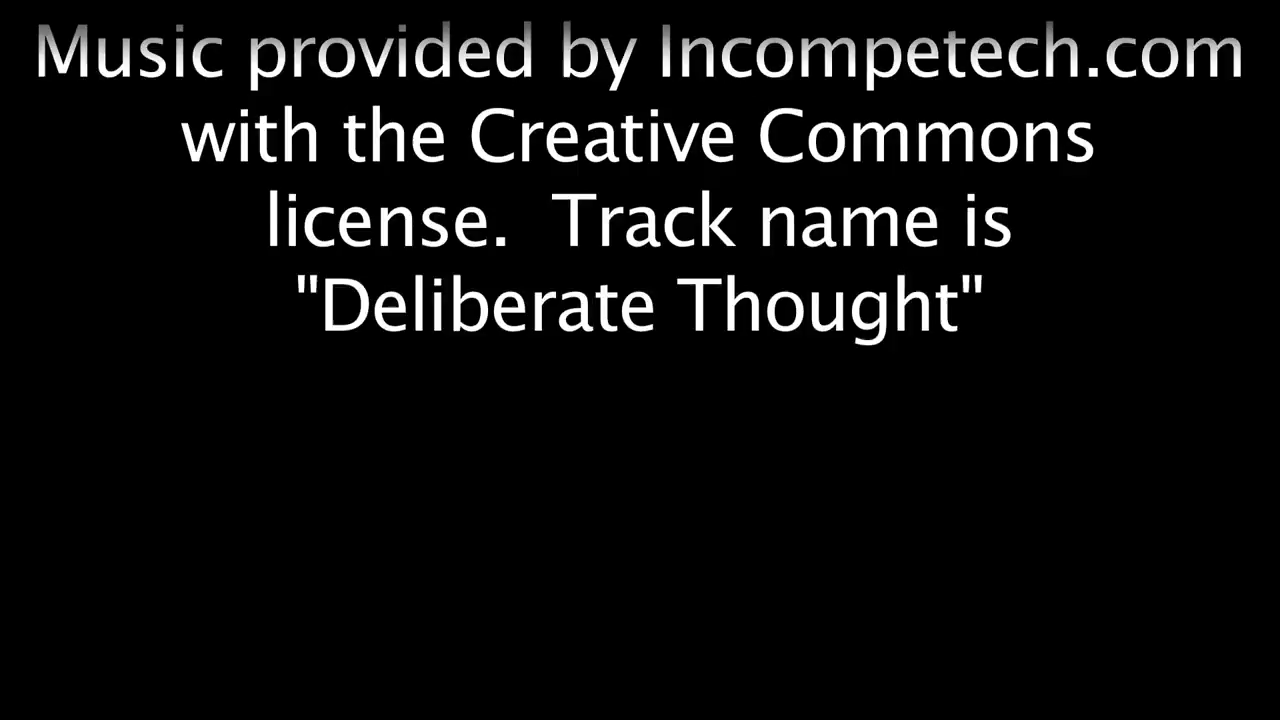 Music provided by Incompetech.com
with the Creative Commons
license.  Track name is
"Deliberate Thought"